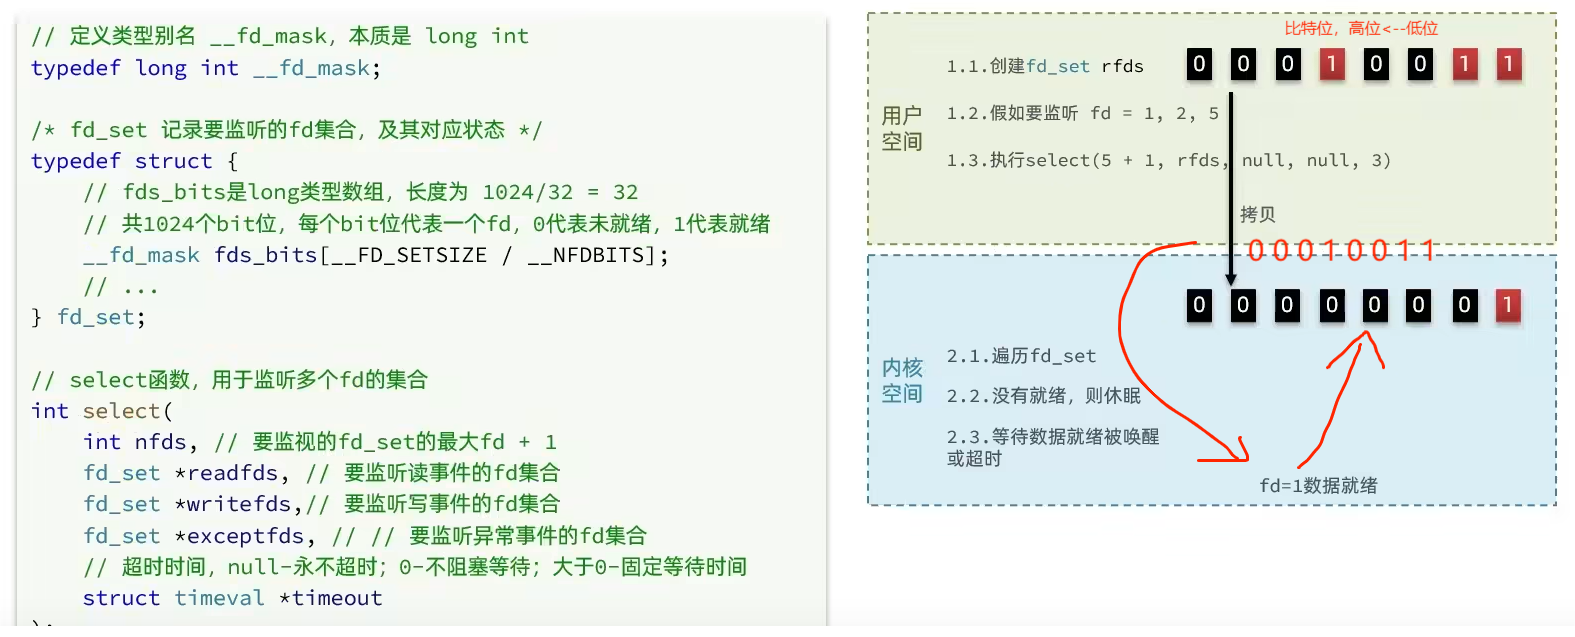 // 定义类型别名 __fd_mask，本质是 long int
typedef long int __fd_mask;
/* fd_set 记录要监听的fd集合，及其对应状态 */
typedef struct {
// fds_bits是long类型数组，长度为 1024/32 = 32
// 共1024个bit位，每个bit位代表一个fd，0代表未就绪，1代表就绪
__fd_mask fds_bits[__FD_SETSIZE / __NFDBITS];
// ...
} fd_set;
// select函数，用于监听多个fd的集合
int select(
int nfds, // 要监视的fd_set的最大fd + 1
fd_set *readfds, // 要监听读事件的fd集合
fd_set *writefds,// 要监听写事件的fd集合
fd_set *exceptfds, // // 要监听异常事件的fd集合
// 超时时间，null-永不超时；0-不阻塞等待；大于0-固定等待时间
struct timeval *timeout
比特位，高位<--低位
1.1.创建fd_set rfds
0 0 0 1 0 0 1 1
用户
空间
1.2.假如要监听 fd = 1, 2, 5
1.3.执行select(5 + 1, rfds, null, null, 3)
拷贝
00010011
0 0 0 0 0 0 0 1
内核
空间
2.1.遍历fd_set
2.2.没有就绪，则休眠
2.3.等待数据就绪被唤醒
或超时
fd=1数据就绪